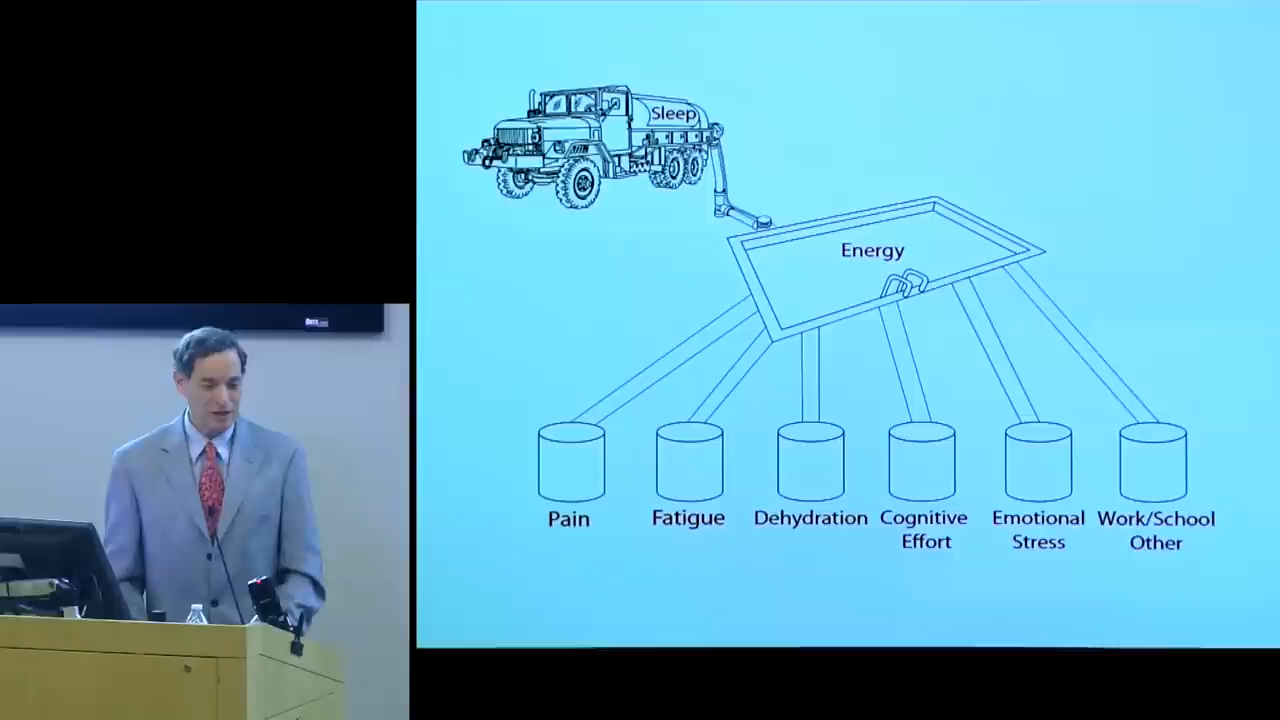 Sleep
Energy
Pain
Fatigue
Dehydration
Cognitive
Effort
Emotional
Stress
Work/School
Other